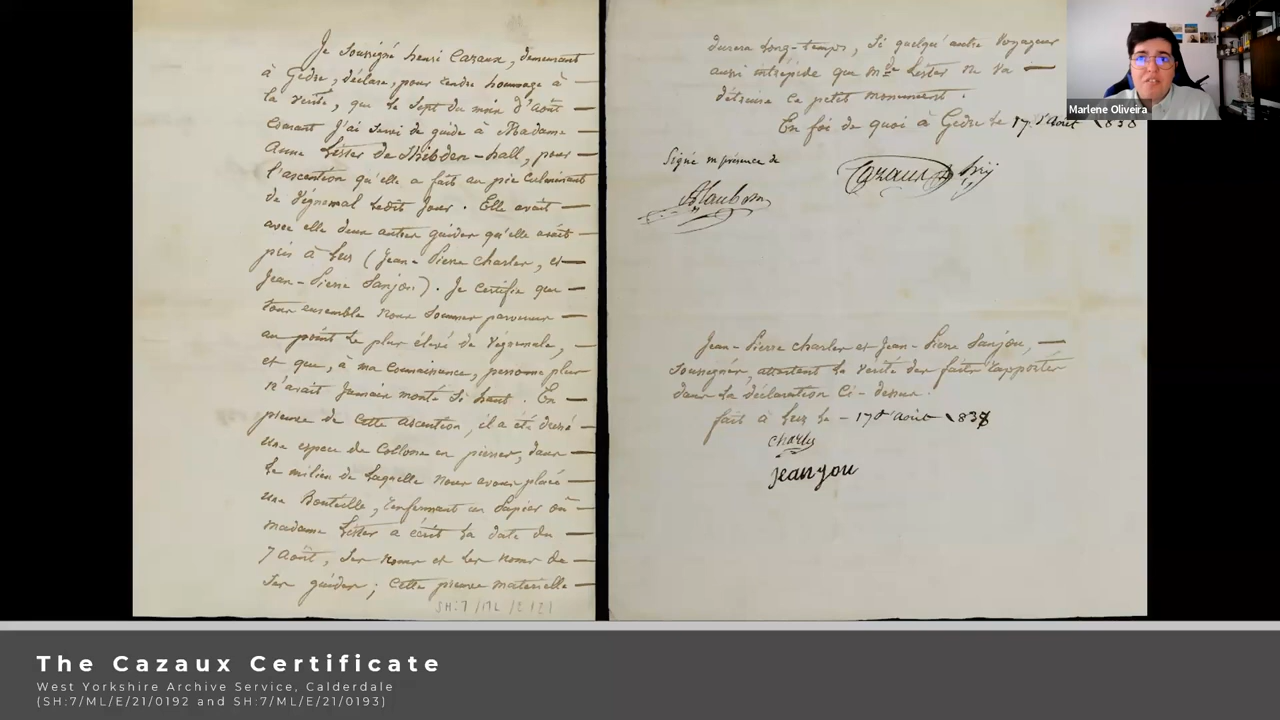 Je soussigné henri Cazaux, demeurant
à Gèdre, déclare, pour rendre hommage à
la vérité, que le sept du mois d'Août
Courant J'ai servi de guide à Madame
Anne Lister de Shibden-hall, pour
l'ascention qu'elle a fait au pic culminant
de Vignemal ledit Jour. Elle avait
avec elle deux autres guides qu'elle avait
pris à Luz (Jean-Pierre Charles, et
Jean-Pierre Sanjou). Je Certifie que
tous ensemble nous sommes parvenus
au point le plus élevé de Vignemale,
et que, à ma Connaissance, personne plus
n'avait Jamais monté si haut. En
preuve de cette ascention, il a été dressé
une espece de Collone en pierres, dans
le milieu de laquelle nous avons placé
une Bouteille, renfermant un papier où
Madame Lister a écrit la date du
7 Août, ses noms et les noms de
ses guides; Cette preuve matérielle
SH:7/ML/E/21
durera long-temps, si quelqu'autre Voyageur
aussi intrépide que Mde Lister ne va
détruire ce petit monument.
En foi de quoi à Gèdre le 17 d'Août 1838
Signé en présence de
Cazaux
Jean-Pierre Charles et Jean-Pierre Sanjou,
soussignés, attestent la vérité des faits rapportés
dans la déclaration Ci-dessus.
fait à Luz le - 17 d'Août 1838
Charles
Jeanjou
Marlene Oliveira
The Cazaux Certificate
West Yorkshire Archive Service, Calderdale
(SH:7/ML/E/21/0192 and SH:7/ML/E/21/0193)